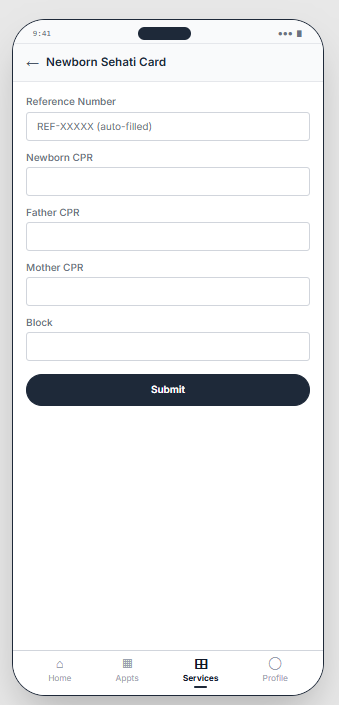 9:41
← Newborn Sehati Card
Reference Number
REF-XXXXX (auto-filled)
Newborn CPR
Father CPR
Mother CPR
Block
Submit
Home Appts Services Profile